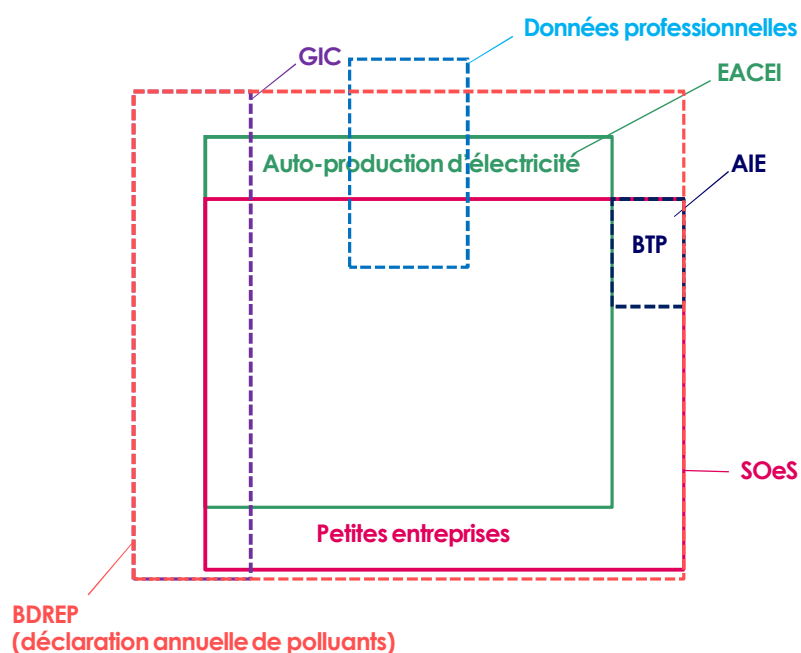 Données professionnelles
GIC
EACEI
Auto-production d'électricité
AIE
BTP
SOeS
Petites entreprises
BDREP
(déclaration annuelle de polluants)